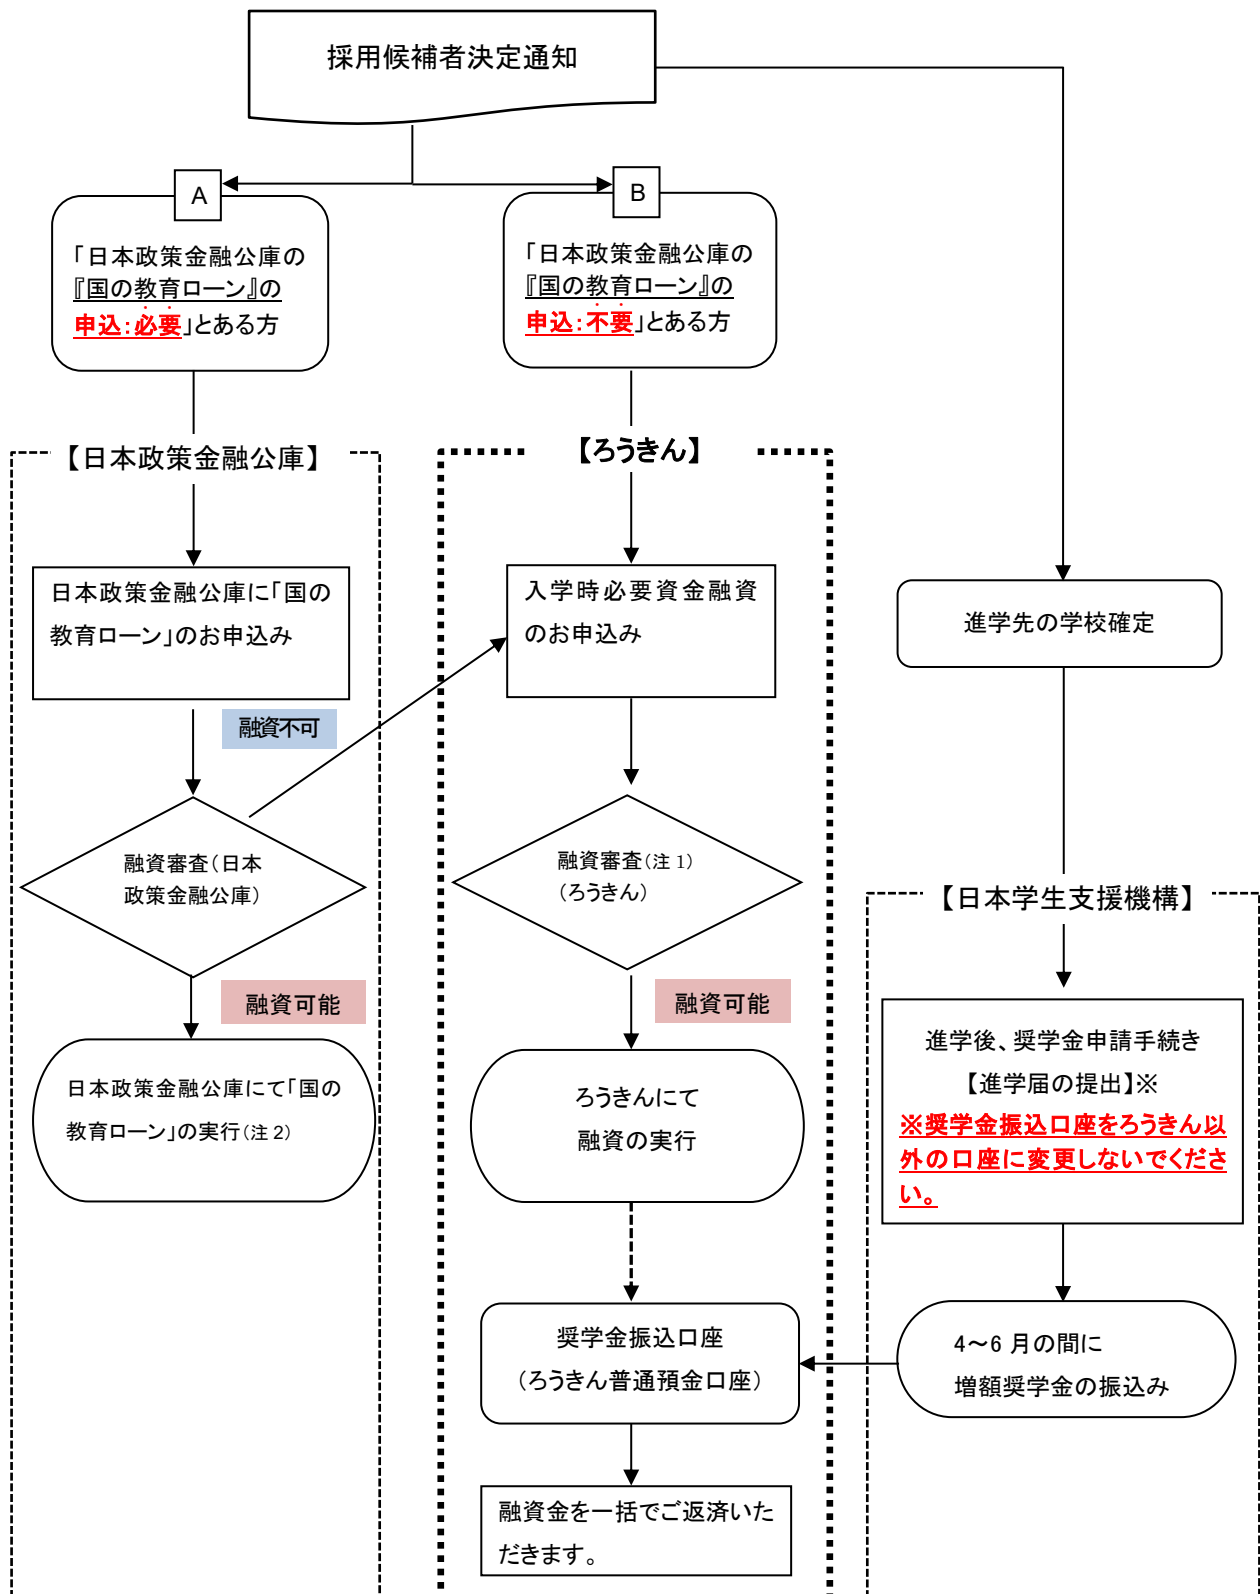 採用候補者決定通知
A
「日本政策金融公庫の
『国の教育ローン』の
申込：必要」とある方
B
「日本政策金融公庫の
『国の教育ローン』の
申込：不要」とある方
【日本政策金融公庫】
日本政策金融公庫に「国の
教育ローン」のお申込み
融資不可
融資審査（日本
政策金融公庫）
融資可能
日本政策金融公庫にて「国の
教育ローン」の実行（注 2）
【ろうきん】
入学時必要資金融資
のお申込み
融資審査（注 1）
（ろうきん）
融資可能
ろうきんにて
融資の実行
奨学金振込口座
（ろうきん普通預金口座）
融資金を一括でご返済いた
だきます。
進学先の学校確定
【日本学生支援機構】
進学後、奨学金申請手続き
【進学届の提出】※
※奨学金振込口座をろうきん以
外の口座に変更しないでくださ
い。
4～6 月の間に
増額奨学金の振込み